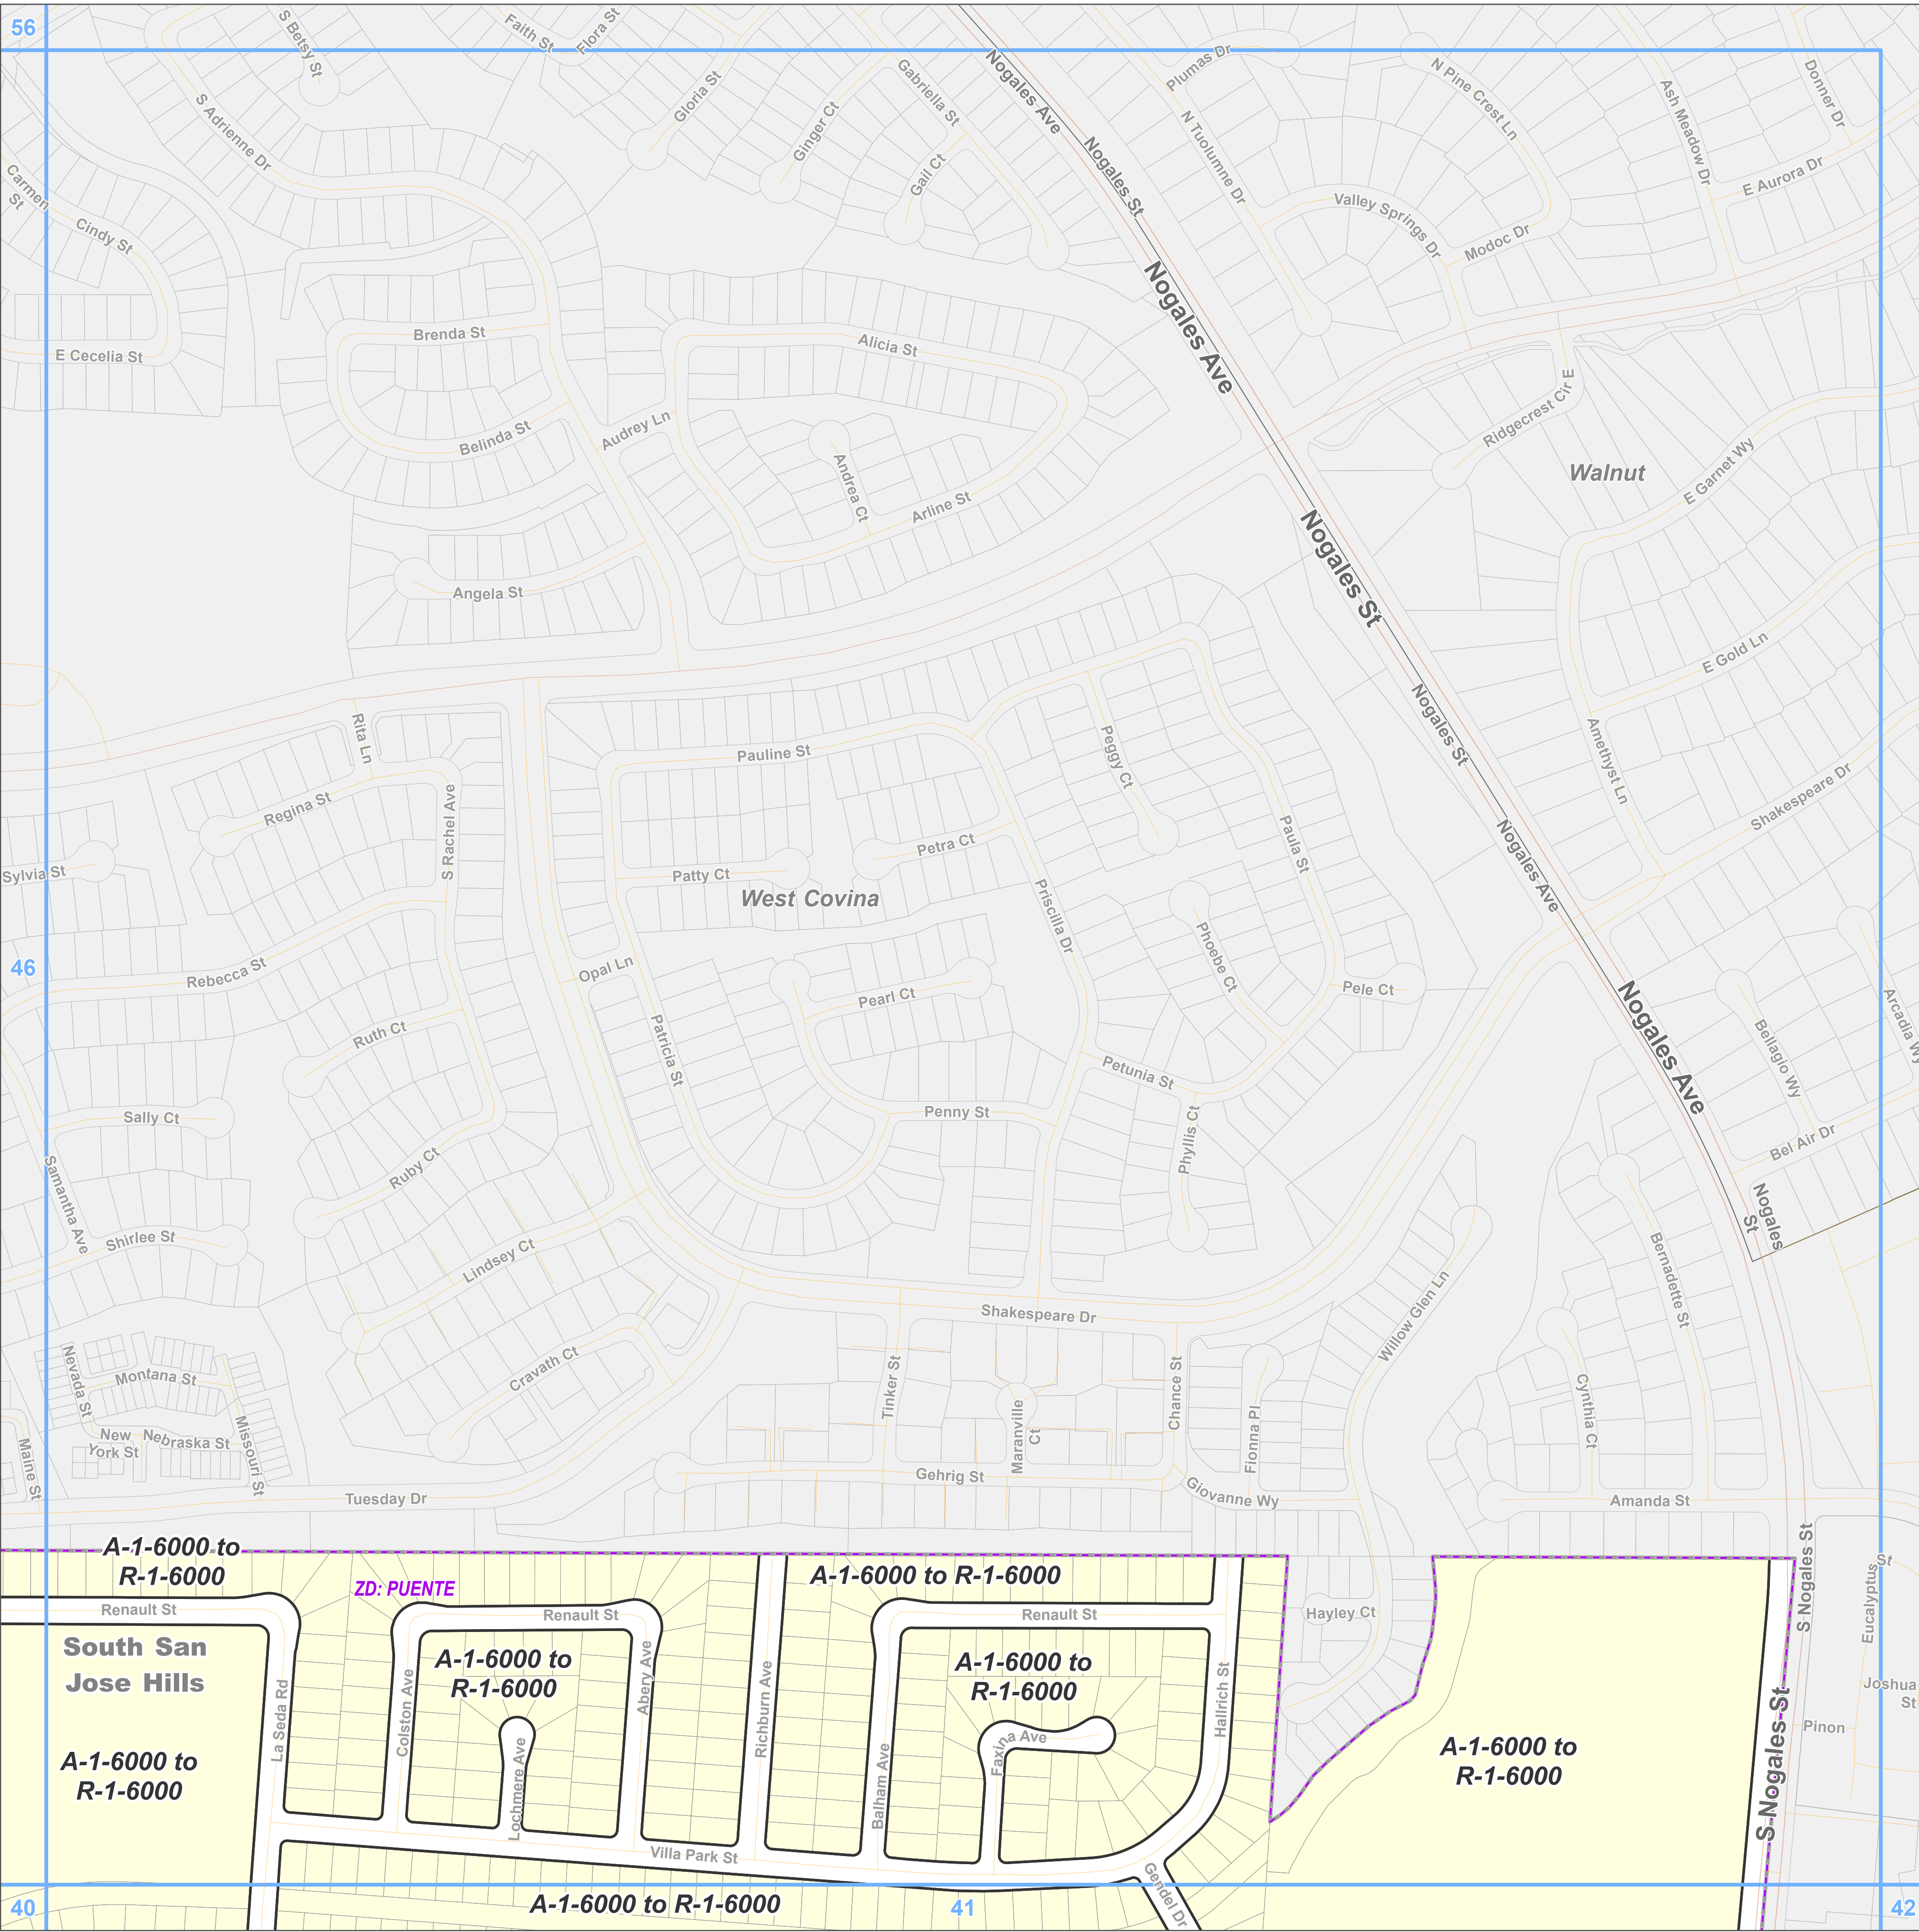 56
S Betsy St
Faith St
Flora St
Nogales Ave
Plumas Dr
N Pine Crest Ln
Donner Dr
S Adrienne Dr
Gloria St
Ginger Ct
Gabriella St
Gail Ct
Nogales St
N Tuolumne Dr
Ash Meadow Dr
E Aurora Dr
Carmen
St
Cindy St
Valley Springs Dr
Modoc Dr
E Cecelia St
Brenda St
Alicia St
Nogales Ave
Ridgecrest Cir E
Belinda St
Audrey Ln
Andrea Ct
Arline St
Walnut
E Garnet Wy
Angela St
Nogales St
E Gold Ln
Rita Ln
Regina St
S Rachel Ave
Pauline St
Peggy Ct
Nogales St
Amethyst Ln
Shakespeare Dr
Sylvia St
Patty Ct
Petra Ct
Paula St
Nogales Ave
West Covina
Priscilla Dr
46
Rebecca St
Opal Ln
Pearl Ct
Phoebe Ct
Pele Ct
Nogales Ave
Arcadia Wy
Ruth Ct
Patricia St
Petunia St
Bellagio Wy
Sally Ct
Penny St
Phyllis Ct
Bel Air Dr
Samantha Ave
Ruby Ct
Nogales
St
Shirlee St
Lindsey Ct
Bernadette St
Shakespeare Dr
Willow Glen Ln
Nevada St
Montana St
Cravath Ct
Tinker St
Maranville
Ct
Chance St
Fionna Pl
Cynthia Ct
New
York St
Nebraska St
Missouri St
Maine St
Tuesday Dr
Gehrig St
Giovanne Wy
Amanda St
A-1-6000 to
R-1-6000
ZD: PUENTE
A-1-6000 to R-1-6000
S Nogales St
Eucalyptus
St
Renault St
Renault St
Renault St
Hayley Ct
South San
Jose Hills
A-1-6000 to
R-1-6000
A-1-6000 to
R-1-6000
La Seda Rd
Colston Ave
Abery Ave
Richburn Ave
Hallrich St
Joshua
St
Lochmere Ave
Balham Ave
Faxina Ave
Pinon
A-1-6000 to
R-1-6000
A-1-6000 to
R-1-6000
S Nogales St
Villa Park St
Gendel Dr
40
A-1-6000 to R-1-6000
41
42